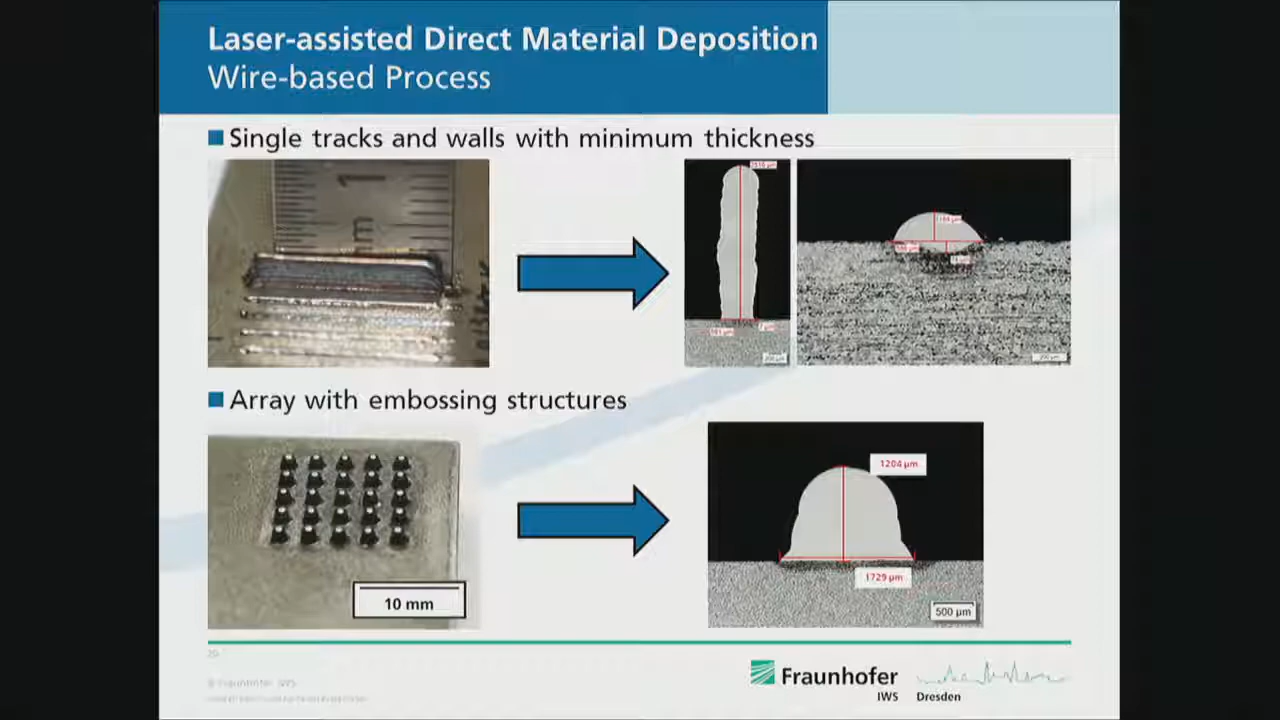 Laser-assisted Direct Material Deposition
Wire-based Process
Single tracks and walls with minimum thickness
1
Array with embossing structures
1204 µm
1729 µm
500 µm
10 mm
Fraunhofer
IWS Dresden